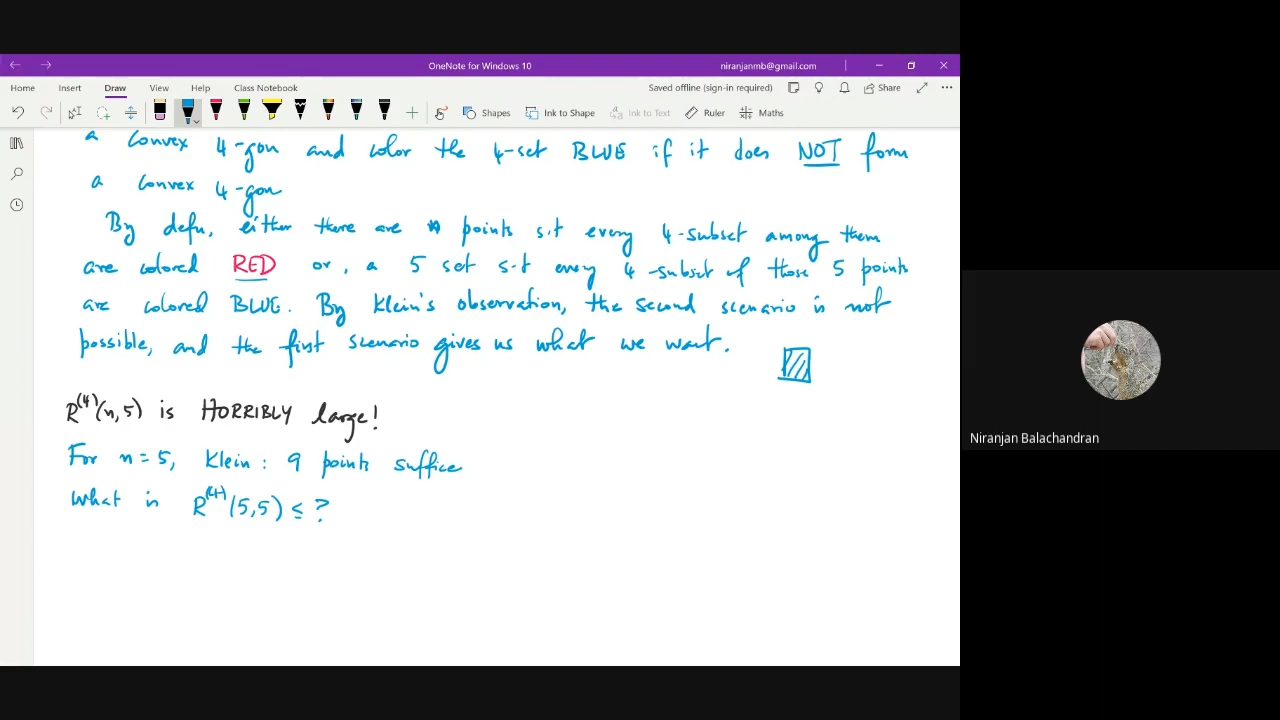 OneNote for Windows 10
niranjanmb@gmail.com
Home Insert Draw View Help Class Notebook
Saved offline (sign-in required)
Share
Shapes
Ink to Shape
Ink to Text
Ruler
Maths
a convex 4-gon and color the 4-set BLUE if it does NOT form
a convex 4-gon
By defn, either there are n points s.t every 4-subset among them
are colored RED or, a 5 set s.t every 4-subset of those 5 points
are colored BLUE. By Klein's observation, the second scenario is not
possible, and the first scenario gives us what we want.
R^(4)(n,5) is HORRIBLY large!
For n=5, Klein: 9 points suffice
What is R^(4)(5,5) ≤ ?
Niranjan Balachandran